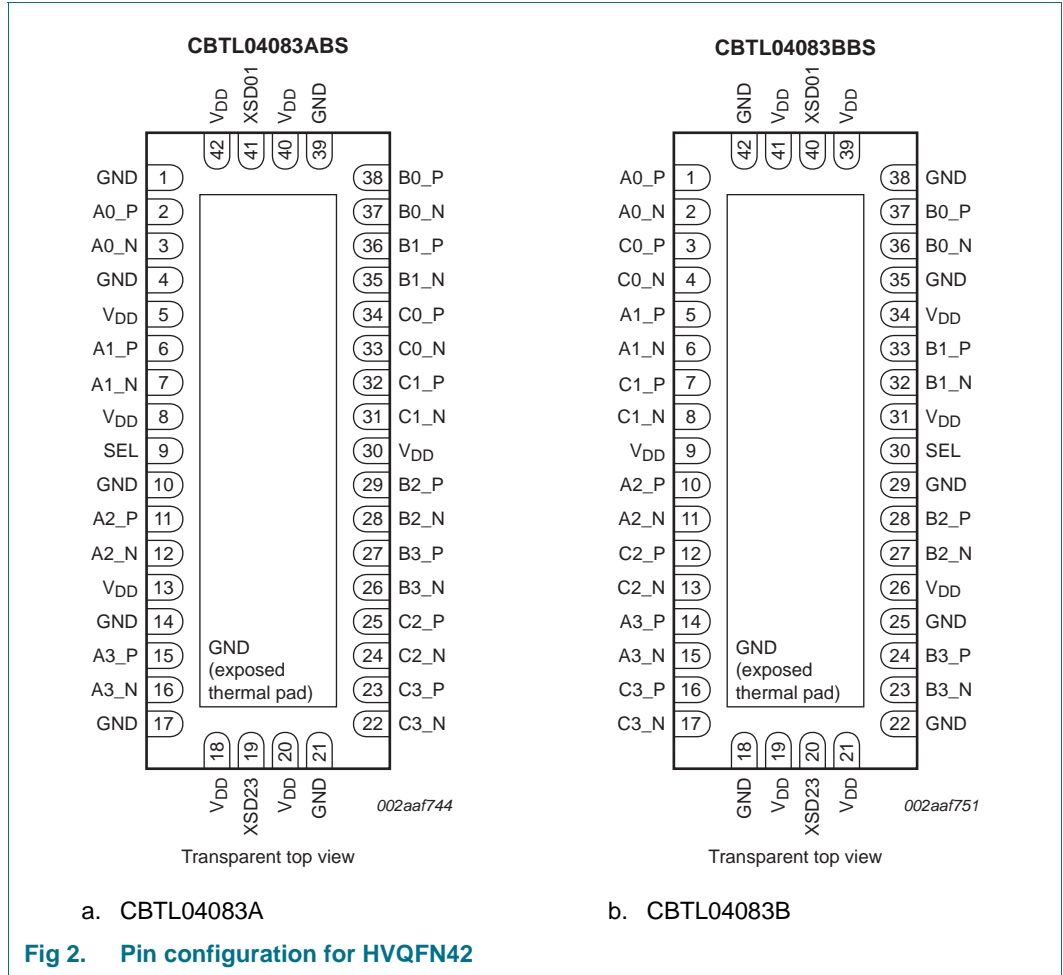 CBTL04083ABS
VDD XSD01 VDD GND
42 41 40 39
GND 1 38 B0_P
A0_P 2 37 B0_N
A0_N 3 36 B1_P
GND 4 35 B1_N
VDD 5 34 C0_P
A1_P 6 33 C0_N
A1_N 7 32 C1_P
VDD 8 31 C1_N
SEL 9 30 VDD
GND 10 29 B2_P
A2_P 11 28 B2_N
A2_N 12 27 B3_P
VDD 13 26 B3_N
GND 14 25 C2_P
A3_P 15 24 C2_N
A3_N 16 23 C3_P
GND 17 22 C3_N
GND
(exposed
thermal pad)
18 19 20 21
VDD XSD23 VDD GND
002aaf744
Transparent top view
a. CBTL04083A
CBTL04083BBS
GND VDD XSD01 VDD
42 41 40 39
A0_P 1 38 GND
A0_N 2 37 B0_P
C0_P 3 36 B0_N
C0_N 4 35 GND
A1_P 5 34 VDD
A1_N 6 33 B1_P
C1_P 7 32 B1_N
C1_N 8 31 VDD
VDD 9 30 SEL
A2_P 10 29 GND
A2_N 11 28 B2_P
C2_P 12 27 B2_N
C2_N 13 26 VDD
A3_P 14 25 GND
A3_N 15 24 B3_P
C3_P 16 23 B3_N
C3_N 17 22 GND
GND
(exposed
thermal pad)
18 19 20 21
GND VDD XSD23 VDD
002aaf751
Transparent top view
b. CBTL04083B
Fig 2. Pin configuration for HVQFN42